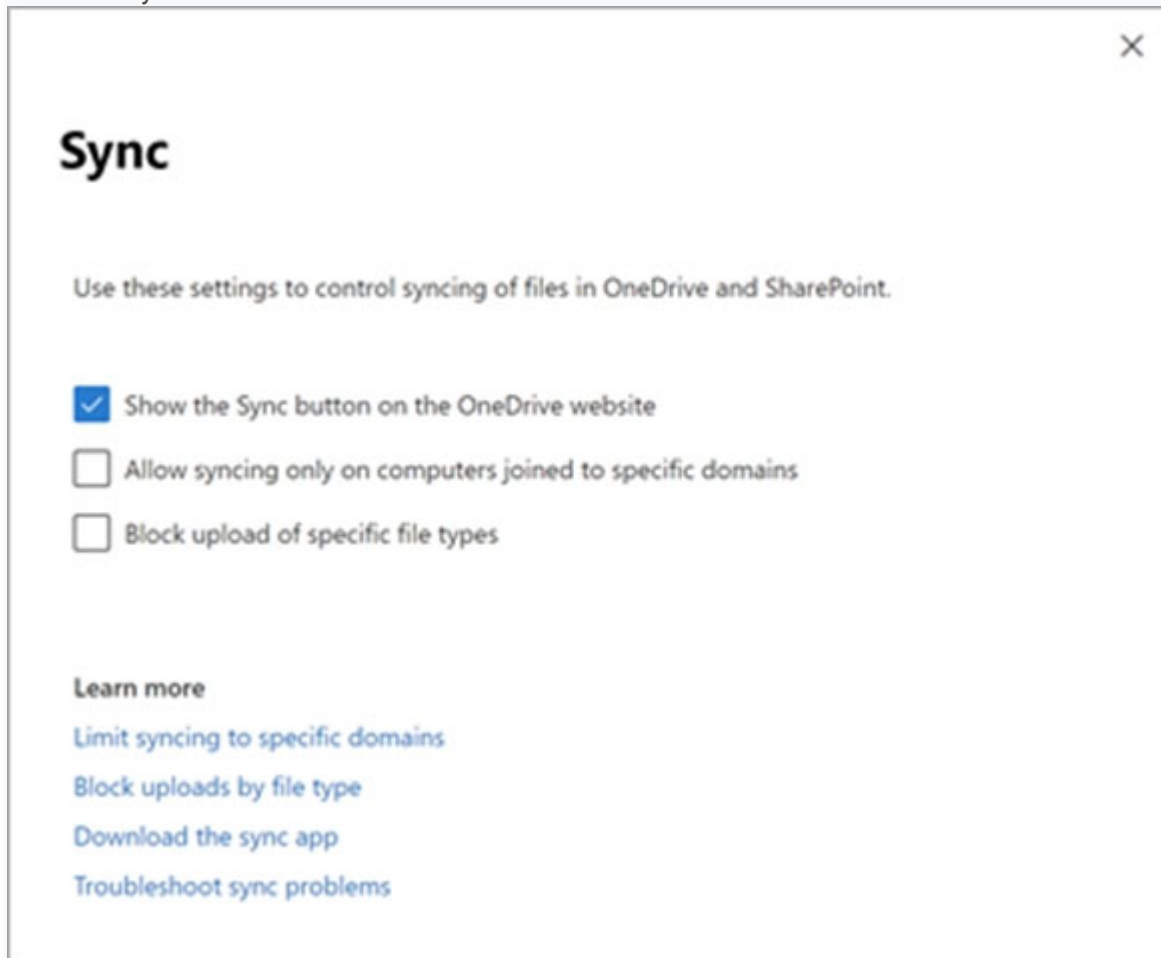 Sync
Use these settings to control syncing of files in OneDrive and SharePoint.
Show the Sync button on the OneDrive website
Allow syncing only on computers joined to specific domains
Block upload of specific file types
Learn more
Limit syncing to specific domains
Block uploads by file type
Download the sync app
Troubleshoot sync problems